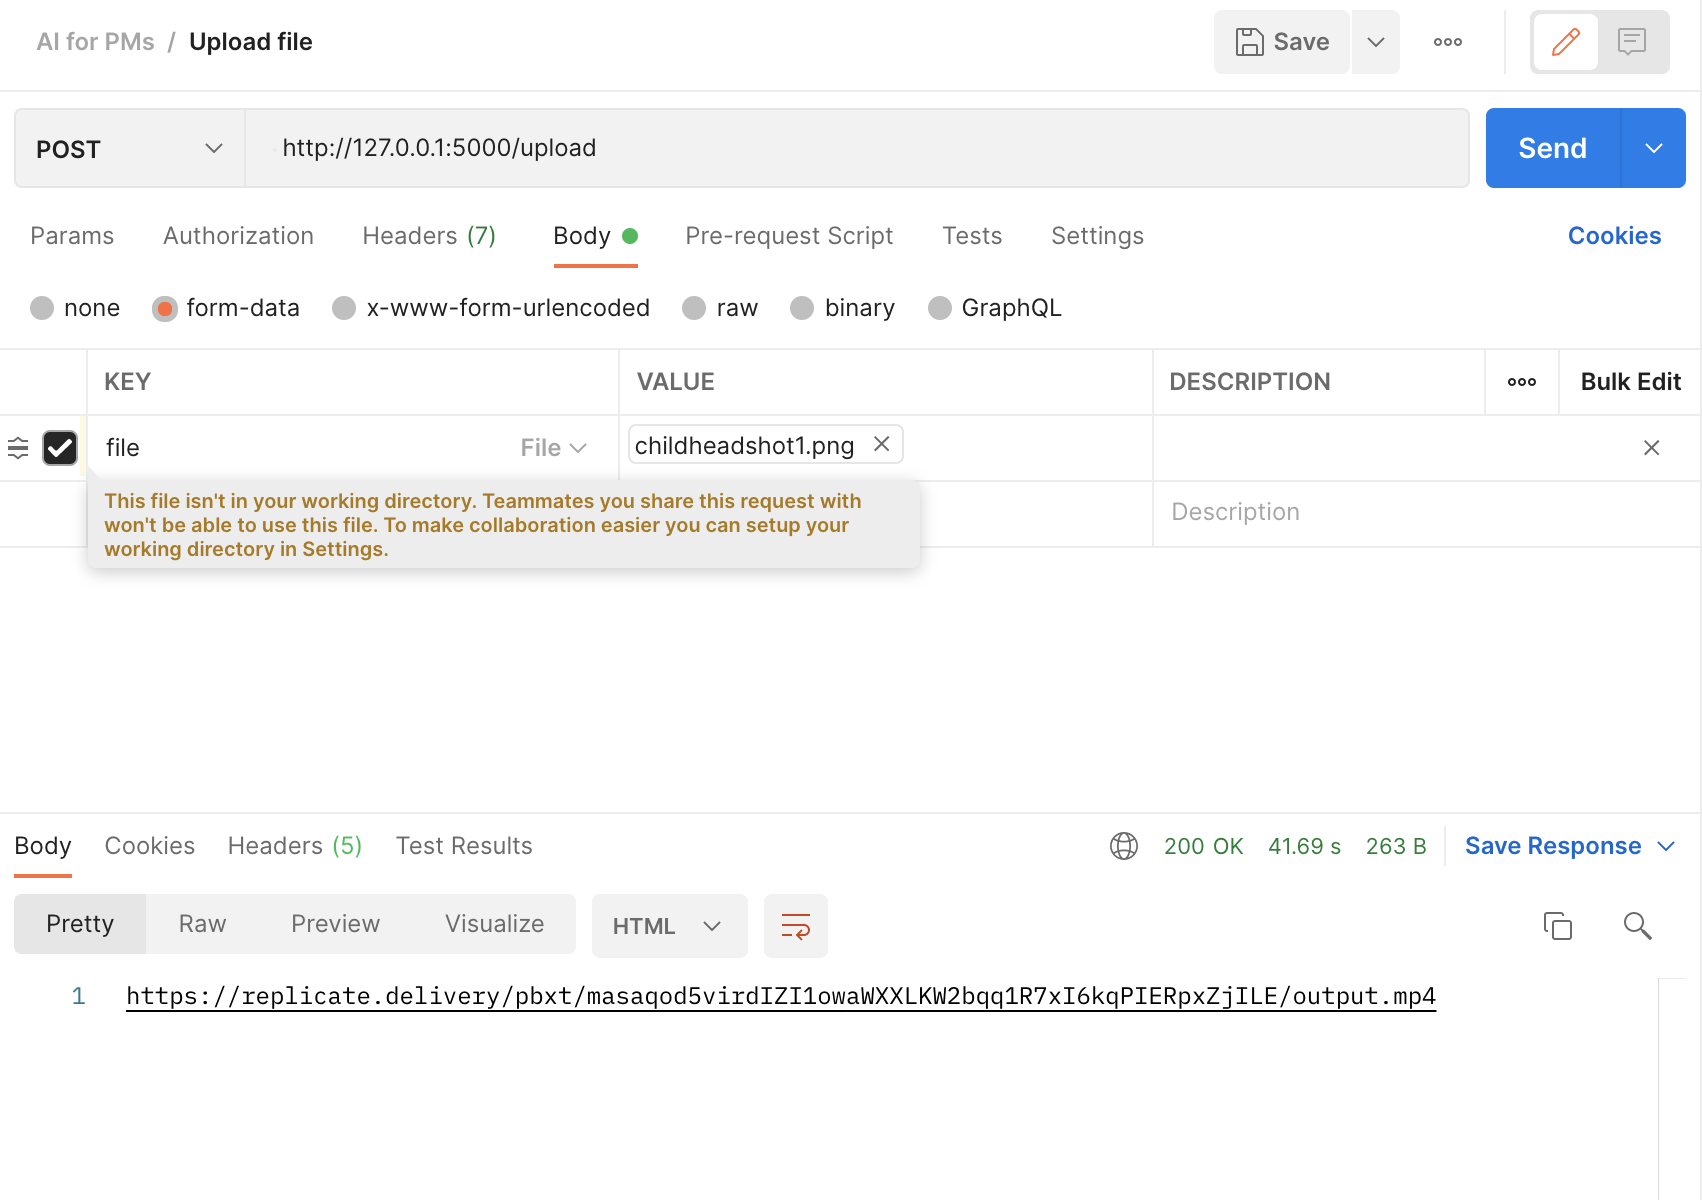 AI for PMs / Upload file
Save
POST
http://127.0.0.1:5000/upload
Send
Params Authorization Headers (7) Body Pre-request Script Tests Settings Cookies
none form-data x-www-form-urlencoded raw binary GraphQL
KEY VALUE DESCRIPTION Bulk Edit
file File childheadshot1.png
This file isn't in your working directory. Teammates you share this request with
won't be able to use this file. To make collaboration easier you can setup your
working directory in Settings.
Description
Body Cookies Headers (5) Test Results 200 OK 41.69 s 263 B Save Response
Pretty Raw Preview Visualize HTML
1 https://replicate.delivery/pbxt/masaqod5virdIZI1owaWXXLKW2bqq1R7xI6kqPIERpxZjILE/output.mp4